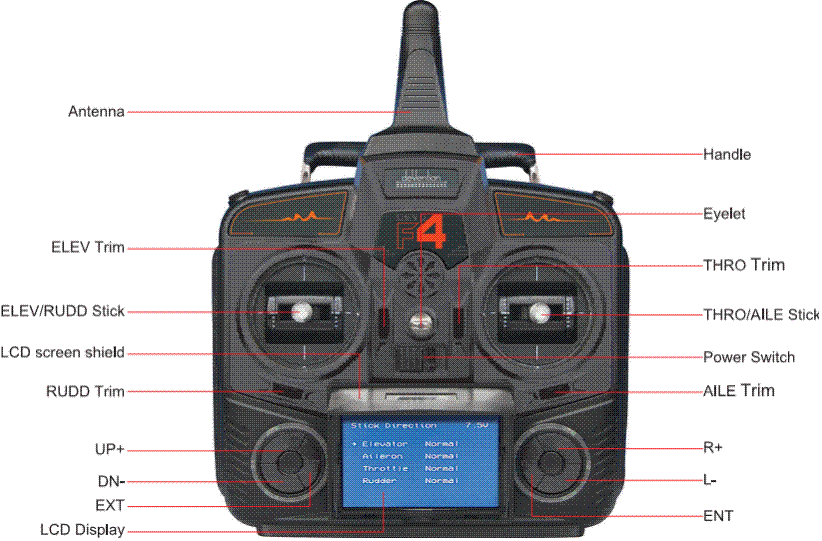 Antenna
Handle
devention
Eyelet
F4
ELEV Trim
THRO Trim
ELEV/RUDD Stick
THRO/AILE Stick
LCD screen shield
Power Switch
RUDD Trim
AILE Trim
Stick Direction 7.5V
Elevator Normal
Aileron Normal
Throttle Normal
Rudder Normal
UP+
R+
DN-
L-
EXT
ENT
LCD Display